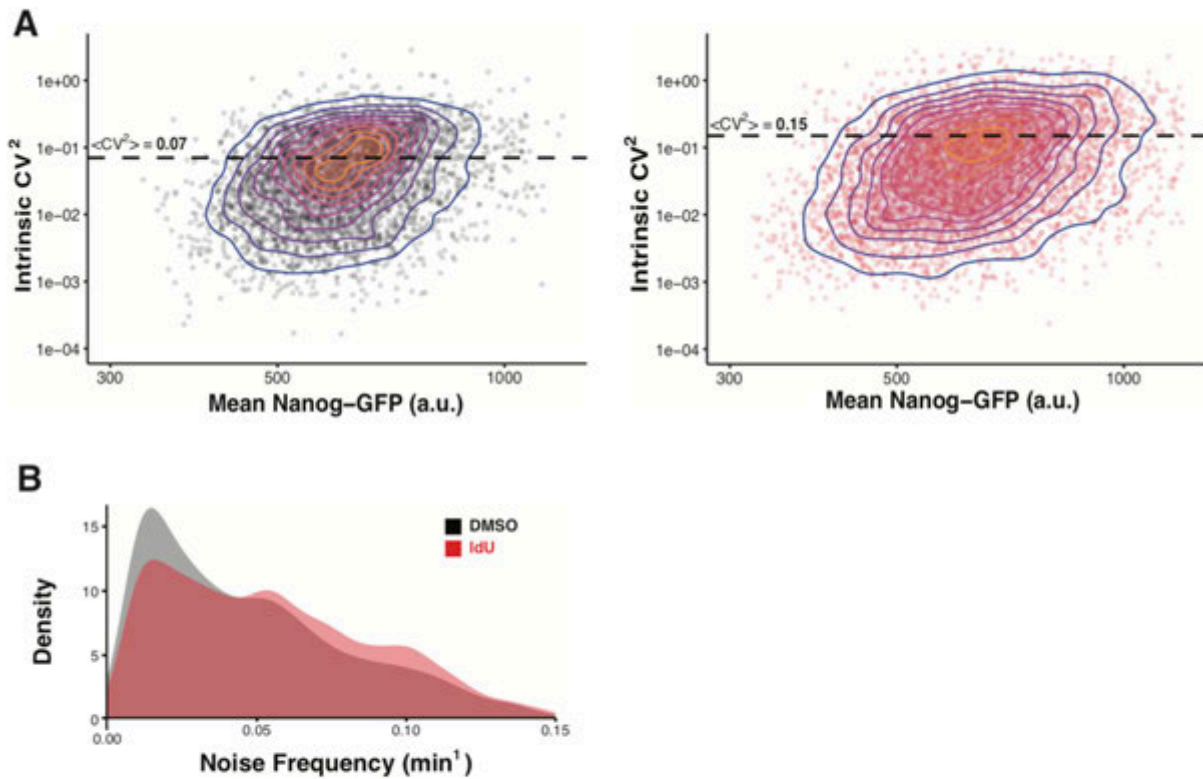 A
1e+00
<CV²> = 0.07
1e−01
1e−02
1e−03
1e−04
Intrinsic CV²
300 500 1000
Mean Nanog−GFP (a.u.)
1e+00
<CV²> = 0.15
1e−01
1e−02
1e−03
1e−04
Intrinsic CV²
300 500 1000
Mean Nanog−GFP (a.u.)
B
15
10
5
0
Density
DMSO
IdU
0.00 0.05 0.10 0.15
Noise Frequency (min¹)